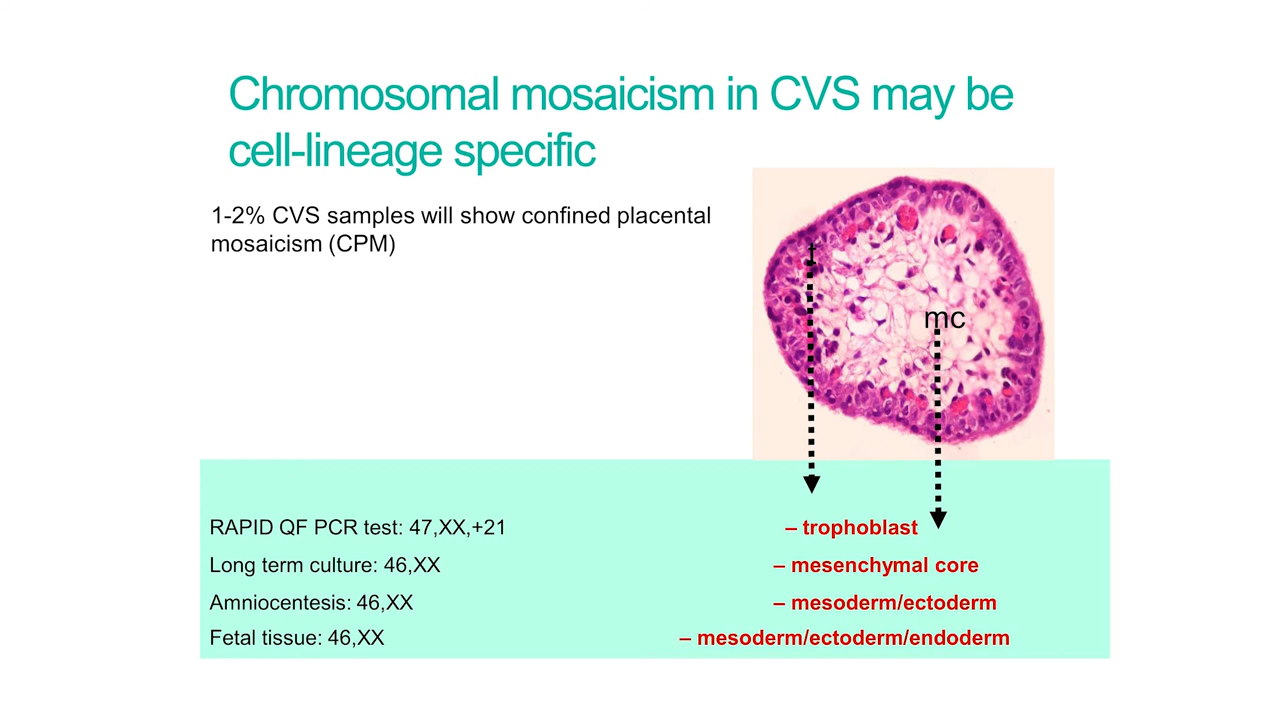 Chromosomal mosaicism in CVS may be
cell-lineage specific
1-2% CVS samples will show confined placental
mosaicism (CPM)
t
mc
RAPID QF PCR test: 47,XX,+21 – trophoblast
Long term culture: 46,XX – mesenchymal core
Amniocentesis: 46,XX – mesoderm/ectoderm
Fetal tissue: 46,XX – mesoderm/ectoderm/endoderm